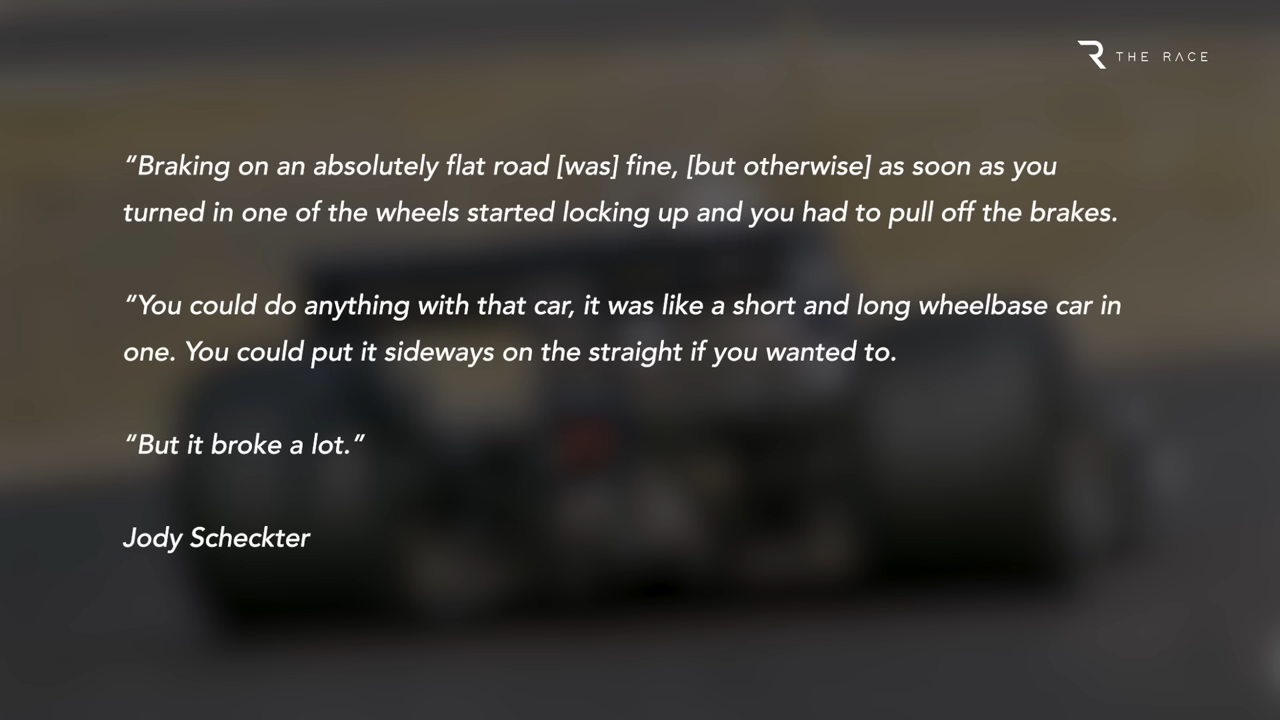 THE RACE
“Braking on an absolutely flat road [was] fine, [but otherwise] as soon as you
turned in one of the wheels started locking up and you had to pull off the brakes.
“You could do anything with that car, it was like a short and long wheelbase car in
one. You could put it sideways on the straight if you wanted to.
“But it broke a lot.”
Jody Scheckter